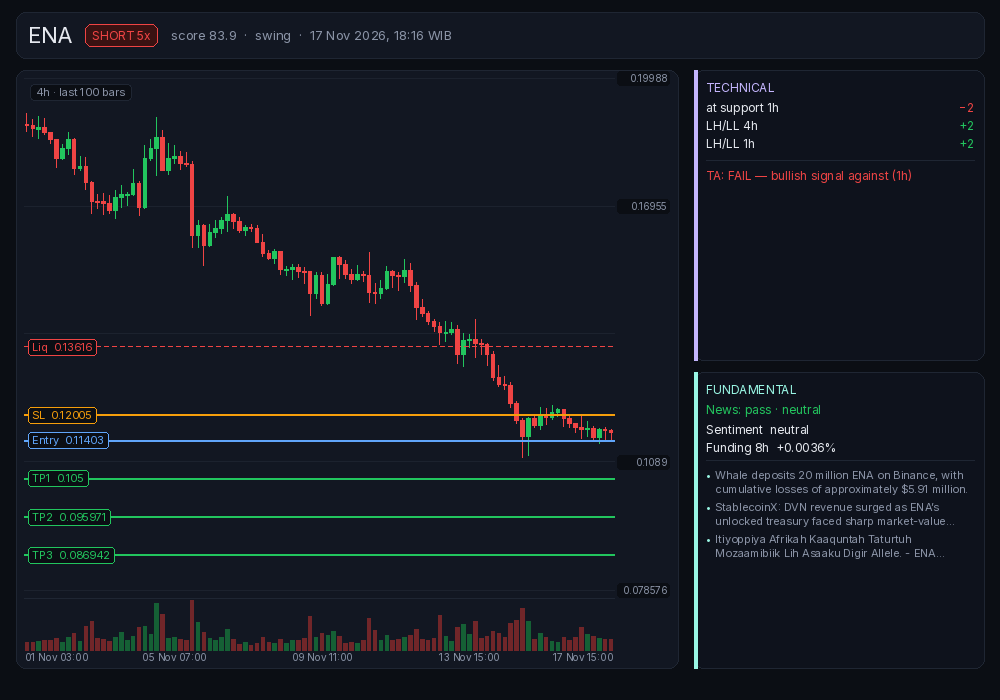 ENA SHORT 5x score 83.9 · swing · 17 Nov 2026, 18:16 WIB
4h · last 100 bars
0.19988
0.16955
Liq 0.13616
SL 0.12005
Entry 0.11403
0.1089
TP1 0.105
TP2 0.095971
TP3 0.086942
0.078576
01 Nov 03:00 05 Nov 07:00 09 Nov 11:00 13 Nov 15:00 17 Nov 15:00
TECHNICAL
at support 1h −2
LH/LL 4h +2
LH/LL 1h +2
TA: FAIL — bullish signal against (1h)
FUNDAMENTAL
News: pass · neutral
Sentiment neutral
Funding 8h +0.0036%
• Whale deposits 20 million ENA on Binance, with
cumulative losses of approximately $5.91 million.
• StablecoinX: DVN revenue surged as ENA's
unlocked treasury faced sharp market-value...
• Itiyoppiya Afrikah Kaaquntah Taturtuh
Mozaambiik Lih Asaaku Digir Allele. - ENA...